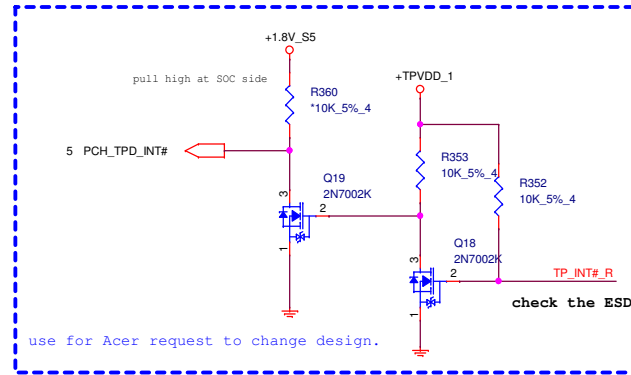 +1.8V_S5
pull high at SOC side
+TPVDD_1
R360
*10K_5%_4
5 PCH_TPD_INT#
R353
10K_5%_4
R352
10K_5%_4
Q19
2N7002K
3
2
1
Q18
2N7002K
3
2
1
TP_INT#_R
check the ESD
use for Acer request to change design.